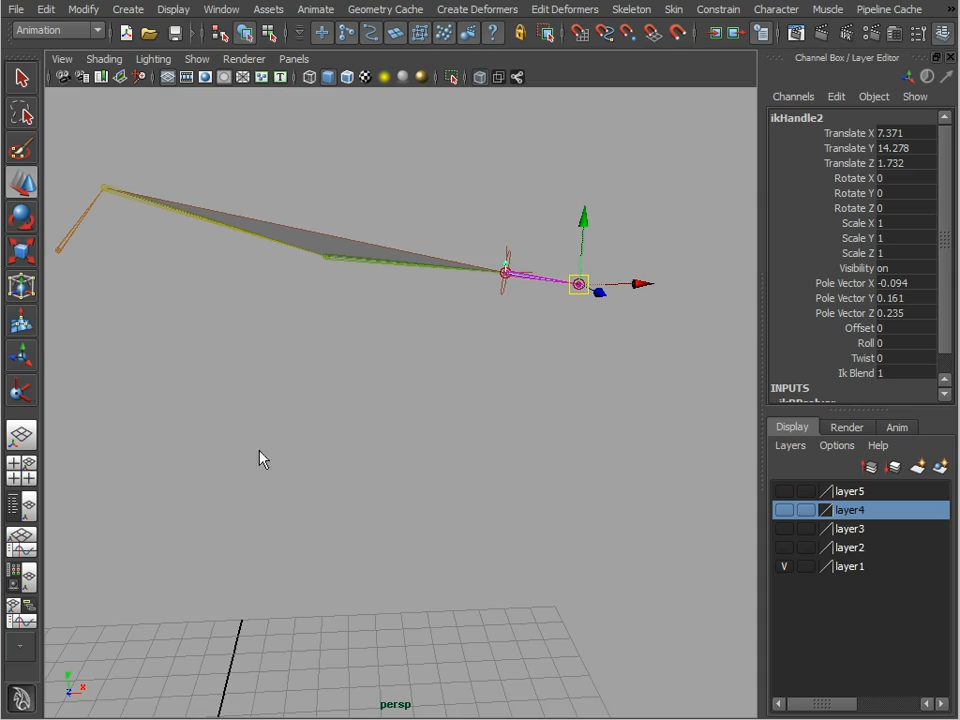 File Edit Modify Create Display Window Assets Animate Geometry Cache Create Deformers Edit Deformers Skeleton Skin Constrain Character Muscle Pipeline Cache »
Animation
View Shading Lighting Show Renderer Panels
Channel Box / Layer Editor
Channels Edit Object Show
ikHandle2
Translate X 7.371
Translate Y 14.278
Translate Z 1.732
Rotate X 0
Rotate Y 0
Rotate Z 0
Scale X 1
Scale Y 1
Scale Z 1
Visibility on
Pole Vector X -0.094
Pole Vector Y 0.161
Pole Vector Z 0.235
Offset 0
Roll 0
Twist 0
Ik Blend 1
INPUTS
Display Render Anim
Layers Options Help
layer5
layer4
layer3
layer2
V layer1
y
x
z
persp